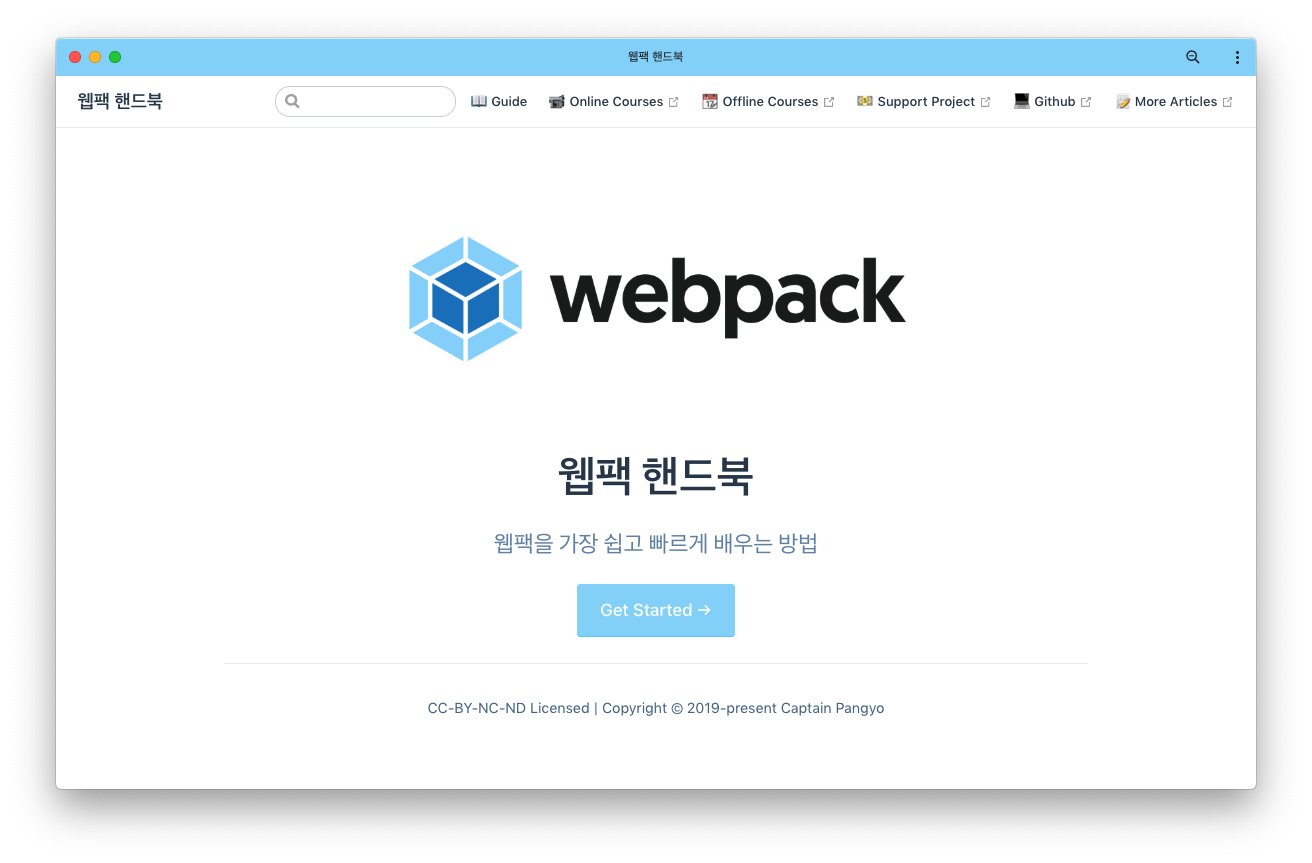 웹팩 핸드북
웹팩 핸드북
Guide
Online Courses
Offline Courses
Support Project
Github
More Articles
webpack
웹팩 핸드북
웹팩을 가장 쉽고 빠르게 배우는 방법
Get Started →
CC-BY-NC-ND Licensed | Copyright © 2019-present Captain Pangyo